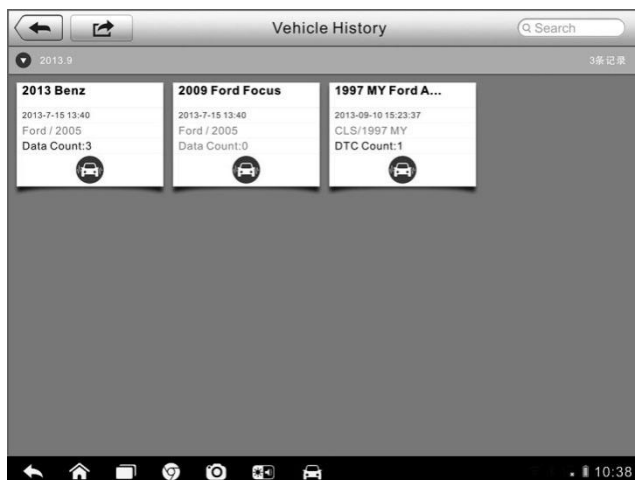 Vehicle History
Search
2013.9
3条记录
2013 Benz
2013-7-15 13:40
Ford / 2005
Data Count:3
2009 Ford Focus
2013-7-15 13:40
Ford / 2005
Data Count:0
1997 MY Ford A...
2013-09-10 15:23:37
CLS/1997 MY
DTC Count:1
10:38